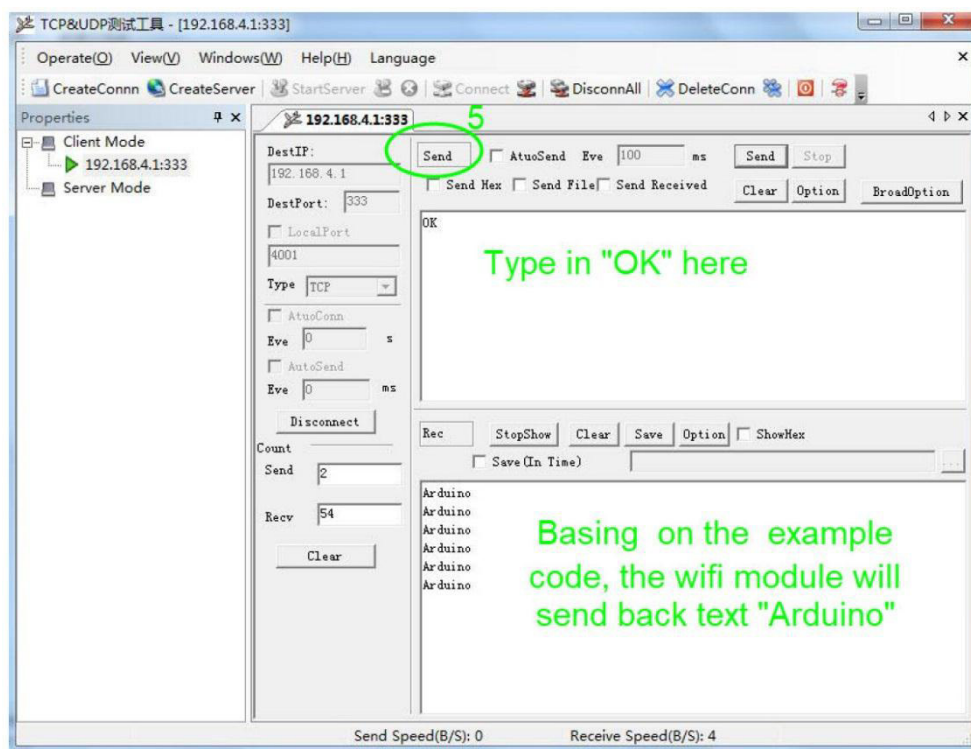 TCP&UDP测试工具 - [192.168.4.1:333]
Operate(O) View(V) Windows(W) Help(H) Language
CreateConnn CreateServer StartServer Connect DisconnAll DeleteConn
Properties
192.168.4.1:333
5
Client Mode
192.168.4.1:333
Server Mode
DestIP:
192.168.4.1
DestPort: 333
LocalPort
4001
Type TCP
AtuoConn
Eve 0 s
AutoSend
Eve 0 ms
Disconnect
Count
Send 2
Recv 54
Clear
Send AtuoSend Eve 100 ms Send Stop
Send Hex Send File Send Received Clear Option BroadOption
OK
Type in "OK" here
Rec StopShow Clear Save Option ShowHex
Save(In Time) ...
Arduino
Arduino
Arduino
Arduino
Arduino
Arduino
Basing on the example
code, the wifi module will
send back text "Arduino"
Send Speed(B/S): 0 Receive Speed(B/S): 4